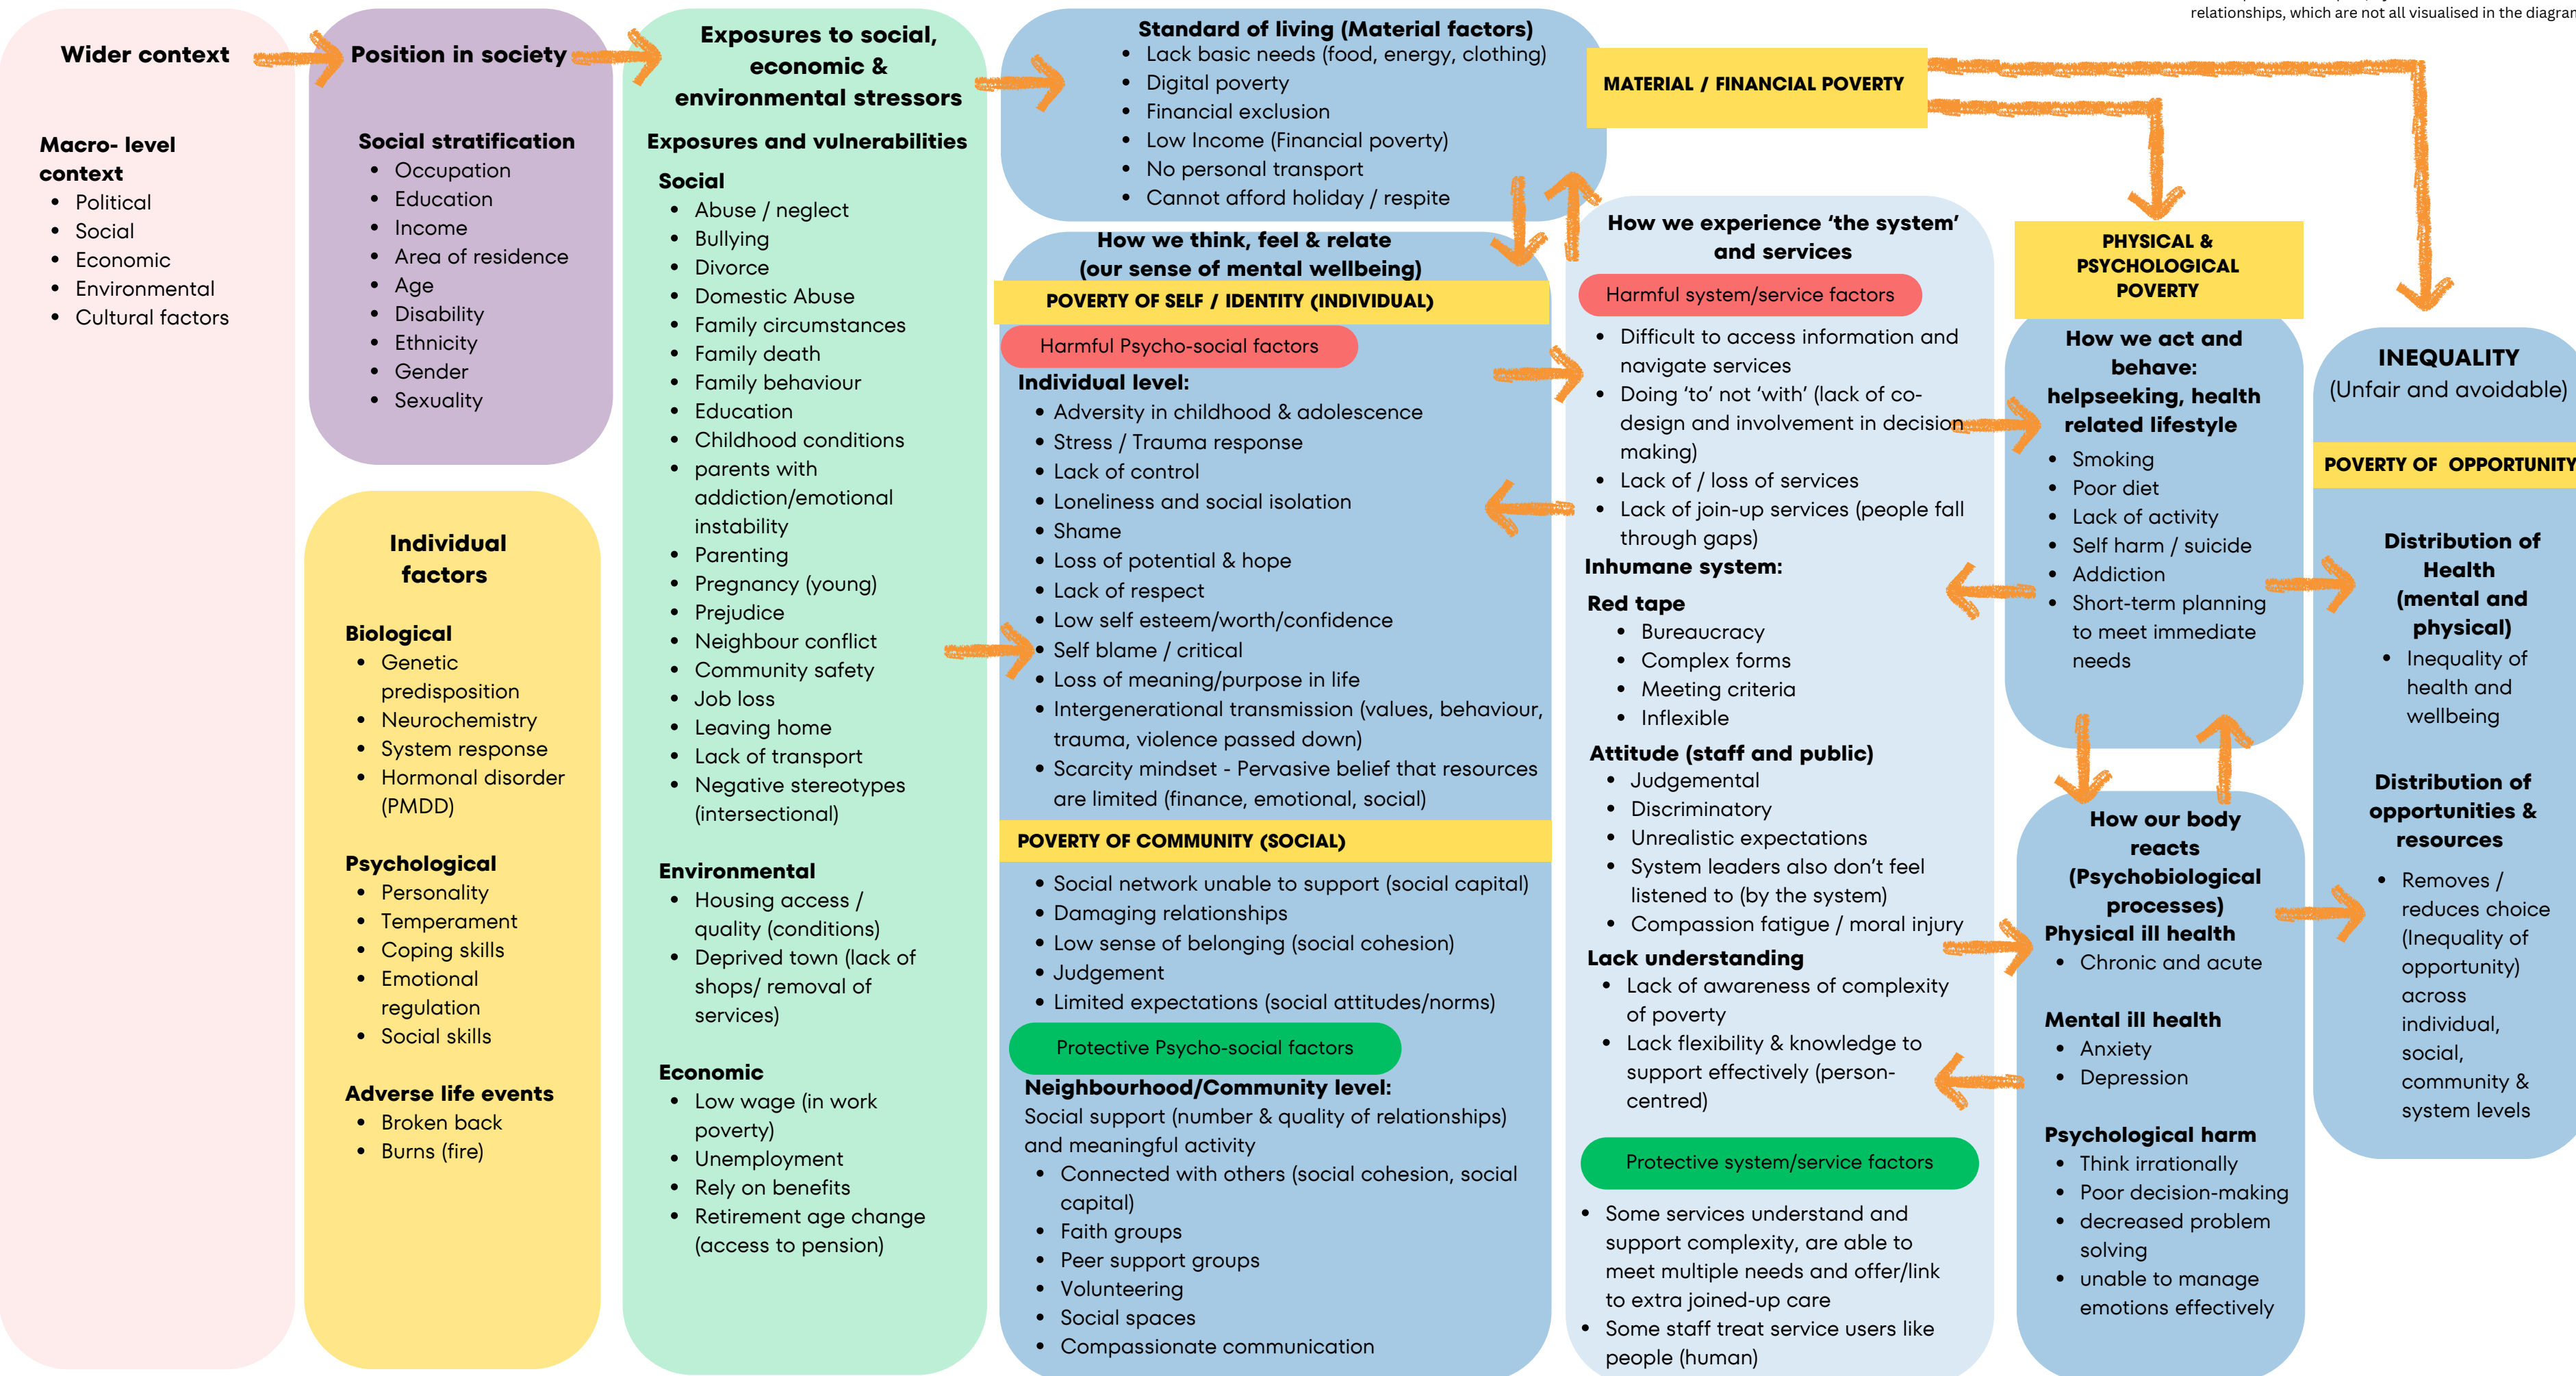 relationships, which are not all visualised in the diagram
Wider context
Macro- level
context
• Political
• Social
• Economic
• Environmental
• Cultural factors
Position in society
Social stratification
• Occupation
• Education
• Income
• Area of residence
• Age
• Disability
• Ethnicity
• Gender
• Sexuality
Individual
factors
Biological
• Genetic
predisposition
• Neurochemistry
• System response
• Hormonal disorder
(PMDD)
Psychological
• Personality
• Temperament
• Coping skills
• Emotional
regulation
• Social skills
Adverse life events
• Broken back
• Burns (fire)
Exposures to social,
economic &
environmental stressors
Exposures and vulnerabilities
Social
• Abuse / neglect
• Bullying
• Divorce
• Domestic Abuse
• Family circumstances
• Family death
• Family behaviour
• Education
• Childhood conditions
• parents with
addiction/emotional
instability
• Parenting
• Pregnancy (young)
• Prejudice
• Neighbour conflict
• Community safety
• Job loss
• Leaving home
• Lack of transport
• Negative stereotypes
(intersectional)
Environmental
• Housing access /
quality (conditions)
• Deprived town (lack of
shops/ removal of
services)
Economic
• Low wage (in work
poverty)
• Unemployment
• Rely on benefits
• Retirement age change
(access to pension)
Standard of living (Material factors)
• Lack basic needs (food, energy, clothing)
• Digital poverty
• Financial exclusion
• Low Income (Financial poverty)
• No personal transport
• Cannot afford holiday / respite
MATERIAL / FINANCIAL POVERTY
How we think, feel & relate
(our sense of mental wellbeing)
POVERTY OF SELF / IDENTITY (INDIVIDUAL)
Harmful Psycho-social factors
Individual level:
• Adversity in childhood & adolescence
• Stress / Trauma response
• Lack of control
• Loneliness and social isolation
• Shame
• Loss of potential & hope
• Lack of respect
• Low self esteem/worth/confidence
• Self blame / critical
• Loss of meaning/purpose in life
• Intergenerational transmission (values, behaviour,
trauma, violence passed down)
• Scarcity mindset - Pervasive belief that resources
are limited (finance, emotional, social)
POVERTY OF COMMUNITY (SOCIAL)
• Social network unable to support (social capital)
• Damaging relationships
• Low sense of belonging (social cohesion)
• Judgement
• Limited expectations (social attitudes/norms)
Protective Psycho-social factors
Neighbourhood/Community level:
Social support (number & quality of relationships)
and meaningful activity
• Connected with others (social cohesion, social
capital)
• Faith groups
• Peer support groups
• Volunteering
• Social spaces
• Compassionate communication
How we experience ‘the system’
and services
Harmful system/service factors
• Difficult to access information and
navigate services
• Doing ‘to’ not ‘with’ (lack of co-
design and involvement in decision
making)
• Lack of / loss of services
• Lack of join-up services (people fall
through gaps)
Inhumane system:
Red tape
• Bureaucracy
• Complex forms
• Meeting criteria
• Inflexible
Attitude (staff and public)
• Judgemental
• Discriminatory
• Unrealistic expectations
• System leaders also don’t feel
listened to (by the system)
• Compassion fatigue / moral injury
Lack understanding
• Lack of awareness of complexity
of poverty
• Lack flexibility & knowledge to
support effectively (person-
centred)
Protective system/service factors
• Some services understand and
support complexity, are able to
meet multiple needs and offer/link
to extra joined-up care
• Some staff treat service users like
people (human)
PHYSICAL &
PSYCHOLOGICAL
POVERTY
How we act and
behave:
helpseeking, health
related lifestyle
• Smoking
• Poor diet
• Lack of activity
• Self harm / suicide
• Addiction
• Short-term planning
to meet immediate
needs
How our body
reacts
(Psychobiological
processes)
Physical ill health
• Chronic and acute
Mental ill health
• Anxiety
• Depression
Psychological harm
• Think irrationally
• Poor decision-making
• decreased problem
solving
• unable to manage
emotions effectively
INEQUALITY
(Unfair and avoidable)
POVERTY OF OPPORTUNITY
Distribution of
Health
(mental and
physical)
• Inequality of
health and
wellbeing
Distribution of
opportunities &
resources
• Removes /
reduces choice
(Inequality of
opportunity)
across
individual,
social,
community &
system levels